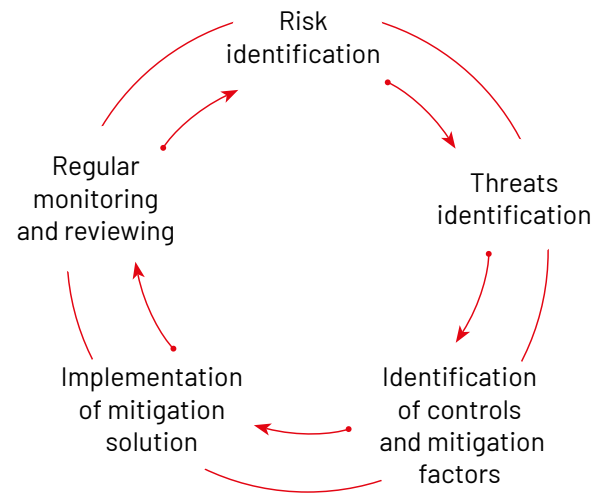 Risk
identification
Threats
identification
Identification
of controls
and mitigation
factors
Implementation
of mitigation
solution
Regular
monitoring
and reviewing